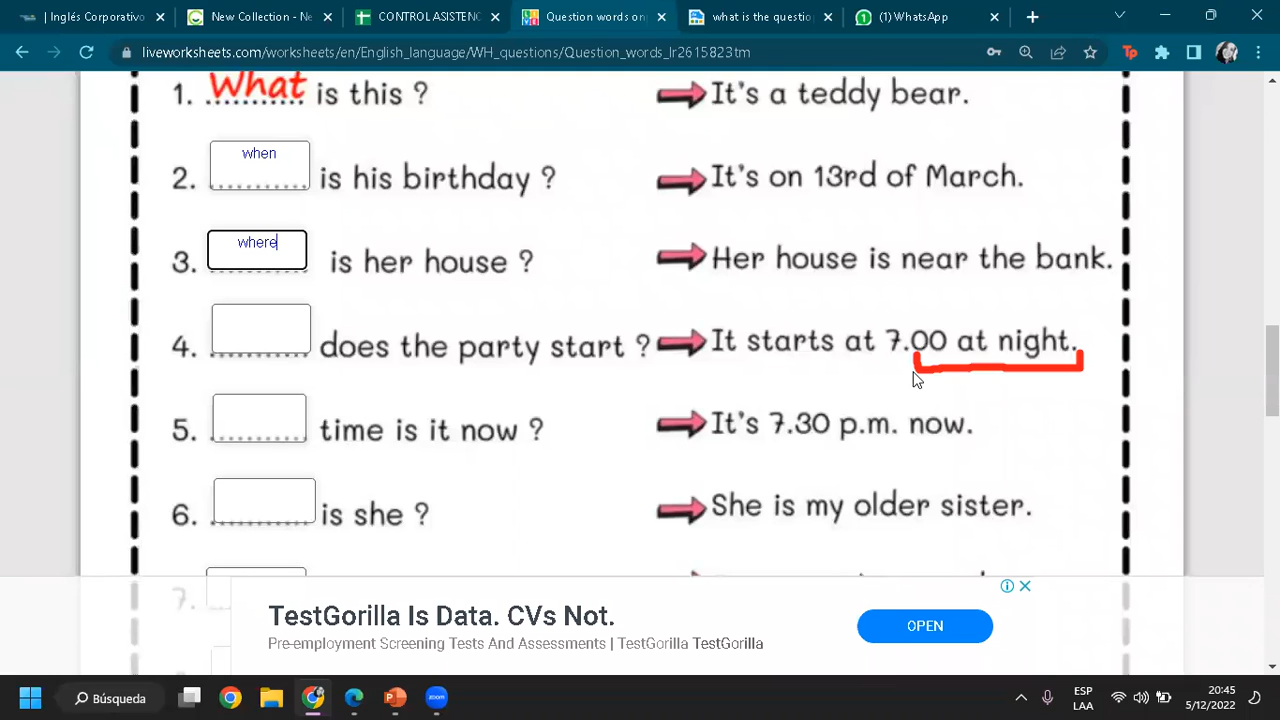 | Inglés Corporativo
New Collection - Ne
CONTROL ASISTENC
Question words on
what is the questio
(1) WhatsApp
liveworksheets.com/worksheets/en/English_language/WH_questions/Question_words_lr2615823tm
1. What is this ? It's a teddy bear.
2. when is his birthday ? It's on 13rd of March.
3. where is her house ? Her house is near the bank.
4. does the party start ? It starts at 7.00 at night.
5. time is it now ? It's 7.30 p.m. now.
6. is she ? She is my older sister.
7.
TestGorilla Is Data. CVs Not.
Pre-employment Screening Tests And Assessments | TestGorilla TestGorilla
OPEN
Búsqueda
zoom
ESP
LAA
20:45
5/12/2022